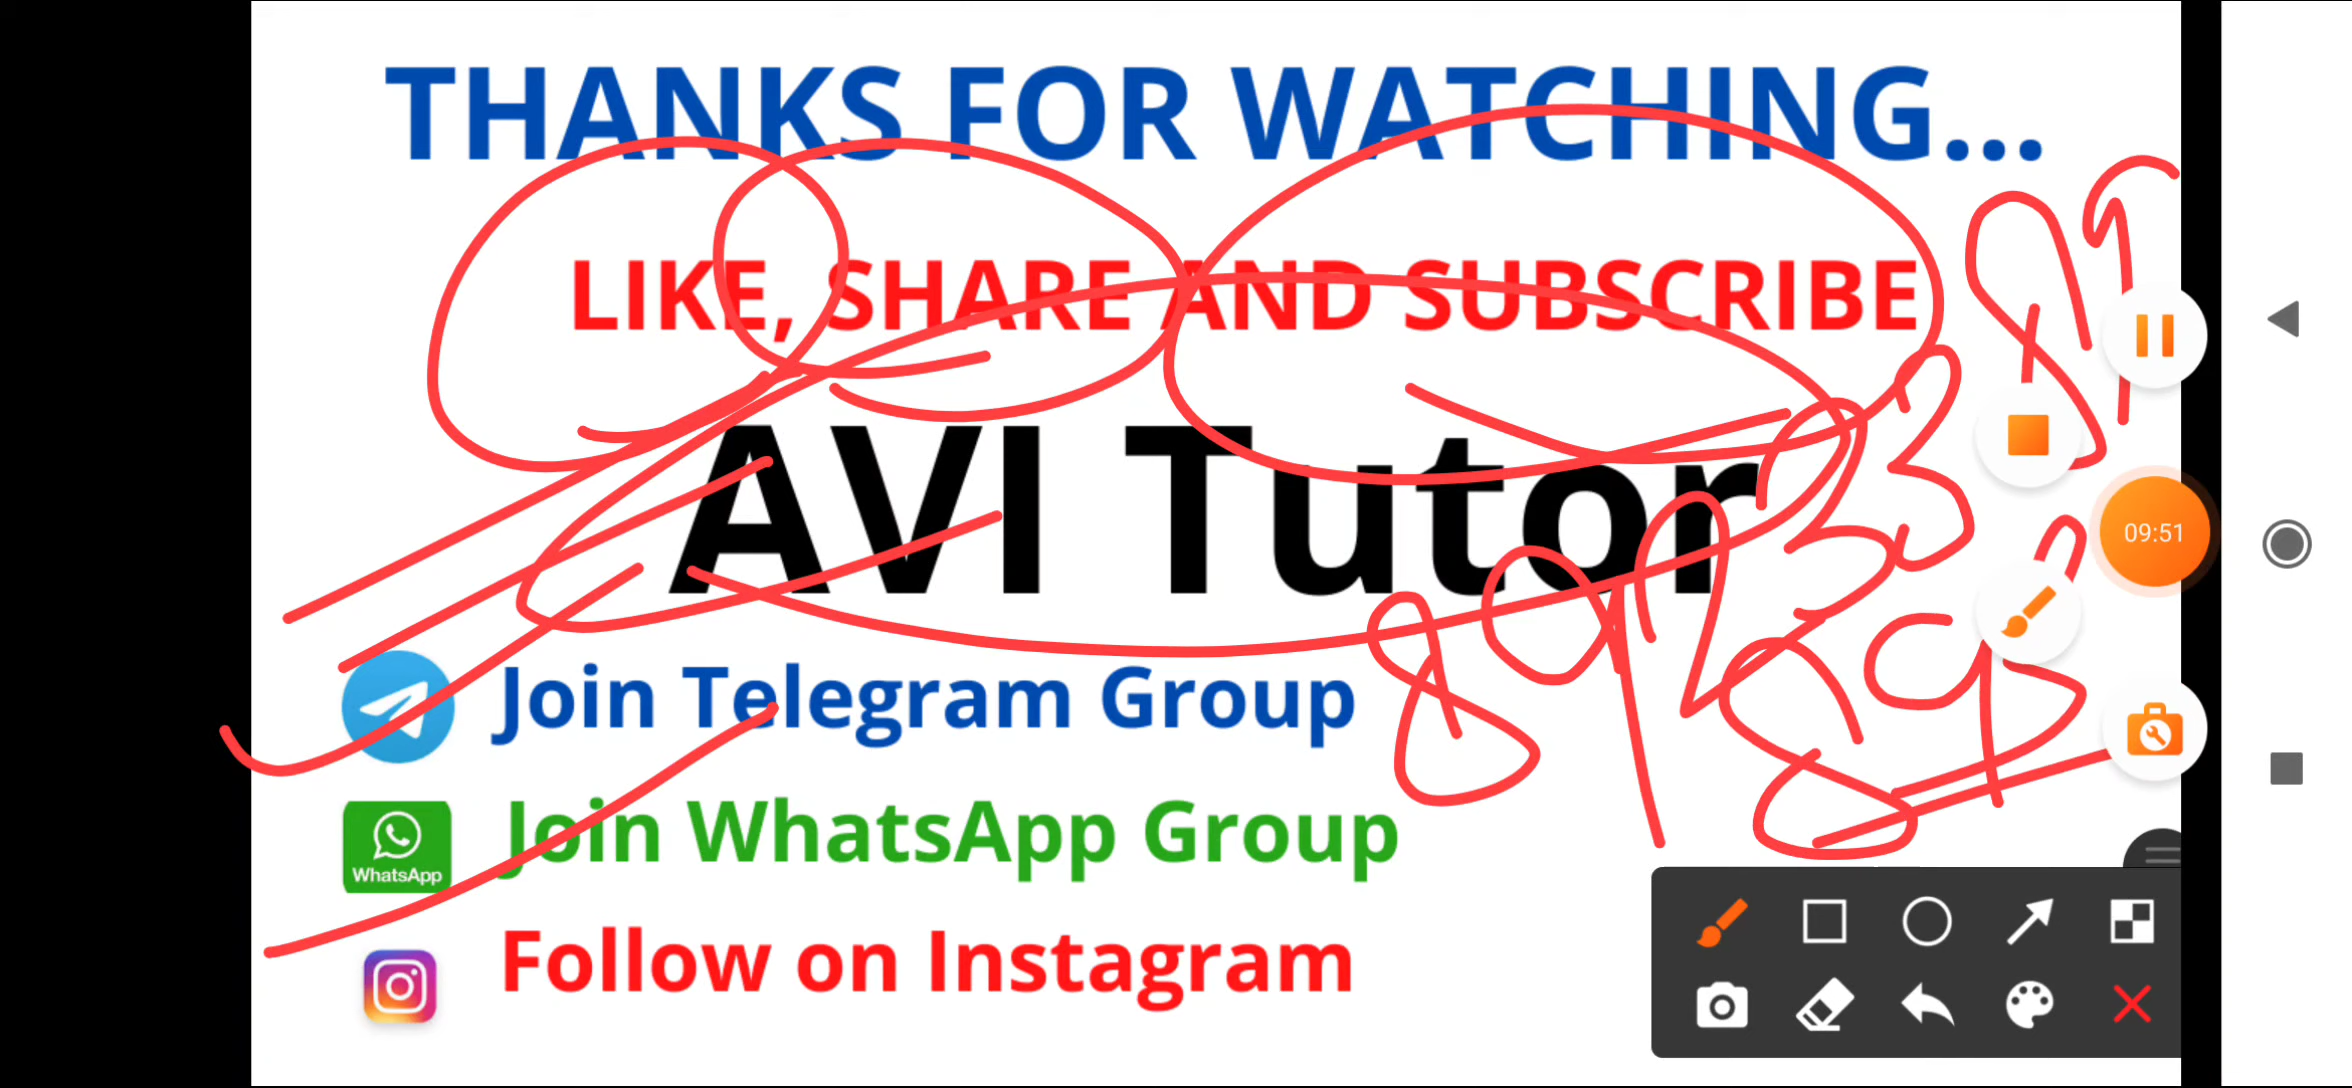 THANKS FOR WATCHING...
LIKE, SHARE AND SUBSCRIBE
AVI Tutor
09:51
Join Telegram Group
Join WhatsApp Group
WhatsApp
Follow on Instagram